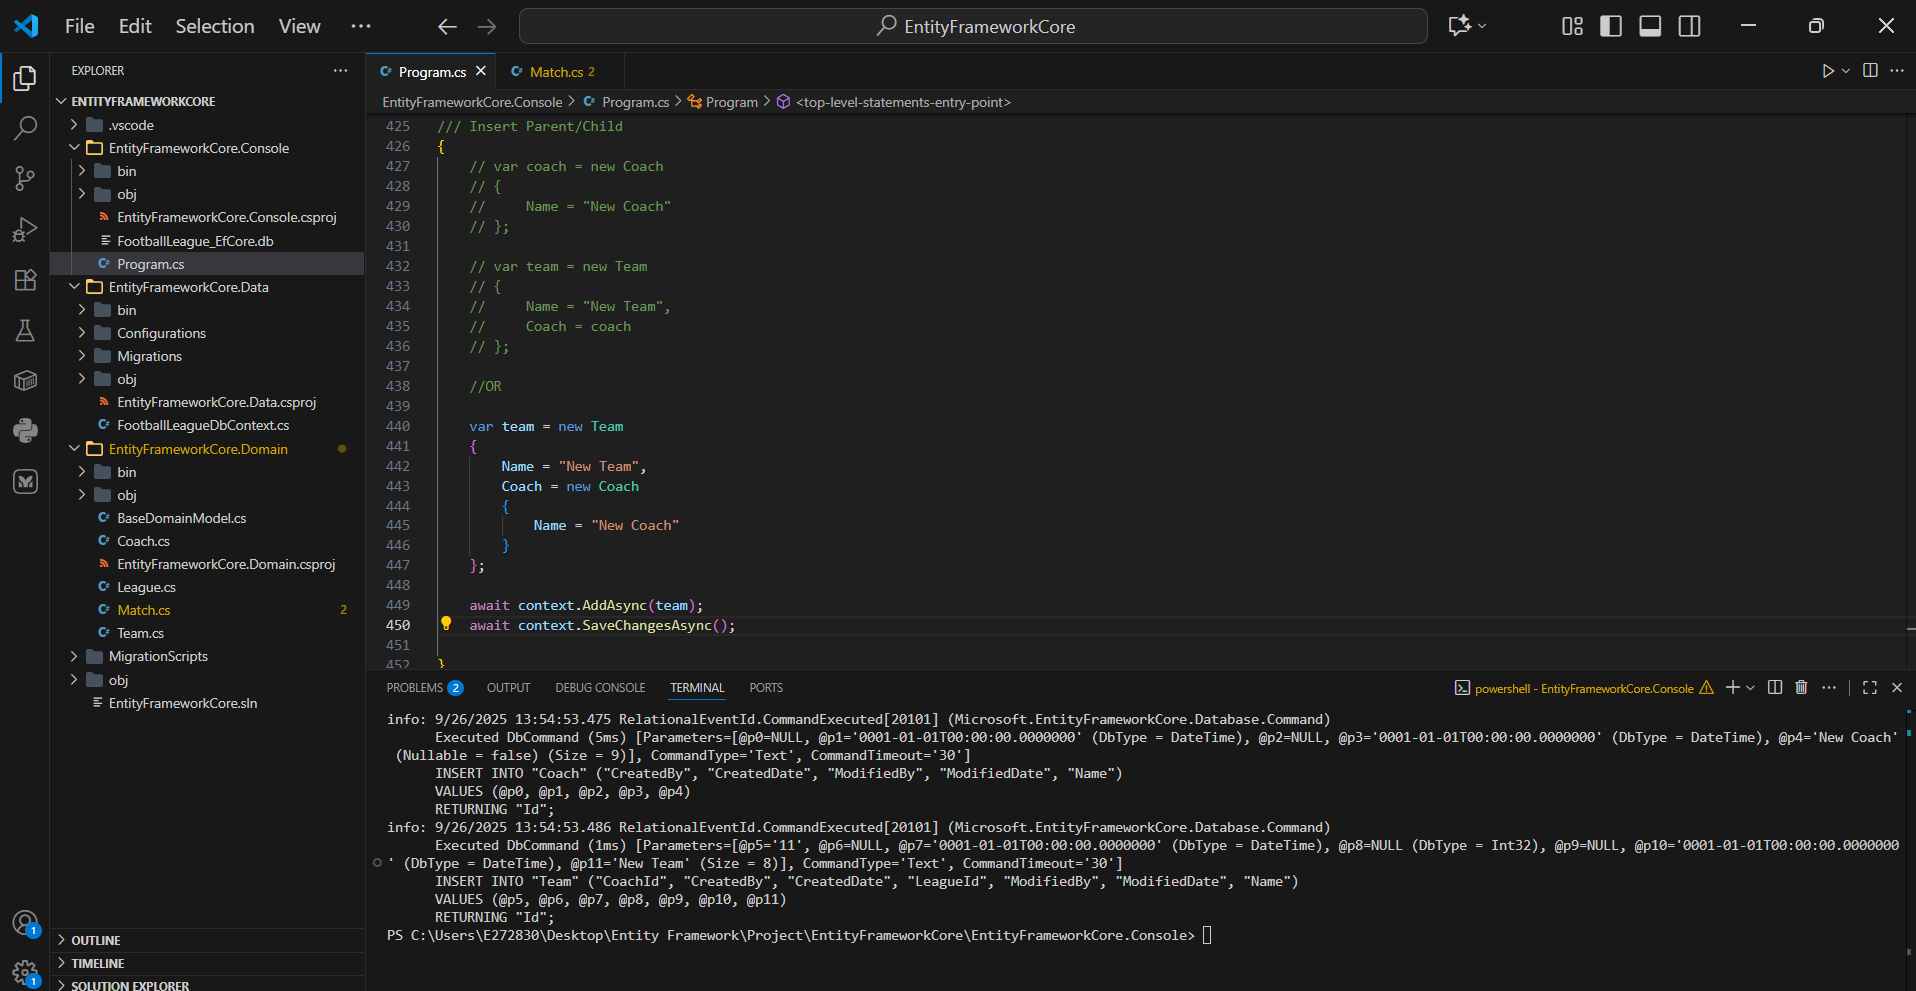 File Edit Selection View ···
EntityFrameworkCore
EXPLORER ···
ENTITYFRAMEWORKCORE
.vscode
EntityFrameworkCore.Console
bin
obj
EntityFrameworkCore.Console.csproj
FootballLeague_EfCore.db
Program.cs
EntityFrameworkCore.Data
bin
Configurations
Migrations
obj
EntityFrameworkCore.Data.csproj
FootballLeagueDbContext.cs
EntityFrameworkCore.Domain
bin
obj
BaseDomainModel.cs
Coach.cs
EntityFrameworkCore.Domain.csproj
League.cs
Match.cs 2
Team.cs
MigrationScripts
obj
EntityFrameworkCore.sln
OUTLINE
TIMELINE
SOLUTION EXPLORER
1
1
Program.cs Match.cs 2
EntityFrameworkCore.Console > Program.cs > Program > <top-level-statements-entry-point>
425 /// Insert Parent/Child
426 {
427 // var coach = new Coach
428 // {
429 //     Name = "New Coach"
430 // };
431
432 // var team = new Team
433 // {
434 //     Name = "New Team",
435 //     Coach = coach
436 // };
437
438 //OR
439
440 var team = new Team
441 {
442 Name = "New Team",
443 Coach = new Coach
444 {
445 Name = "New Coach"
446 }
447 };
448
449 await context.AddAsync(team);
450 await context.SaveChangesAsync();
451
452 }
PROBLEMS 2 OUTPUT DEBUG CONSOLE TERMINAL PORTS
powershell - EntityFrameworkCore.Console
info: 9/26/2025 13:54:53.475 RelationalEventId.CommandExecuted[20101] (Microsoft.EntityFrameworkCore.Database.Command)
Executed DbCommand (5ms) [Parameters=[@p0=NULL, @p1='0001-01-01T00:00:00.0000000' (DbType = DateTime), @p2=NULL, @p3='0001-01-01T00:00:00.0000000' (DbType = DateTime), @p4='New Coach'
(Nullable = false) (Size = 9)], CommandType='Text', CommandTimeout='30']
INSERT INTO "Coach" ("CreatedBy", "CreatedDate", "ModifiedBy", "ModifiedDate", "Name")
VALUES (@p0, @p1, @p2, @p3, @p4)
RETURNING "Id";
info: 9/26/2025 13:54:53.486 RelationalEventId.CommandExecuted[20101] (Microsoft.EntityFrameworkCore.Database.Command)
Executed DbCommand (1ms) [Parameters=[@p5='11', @p6=NULL, @p7='0001-01-01T00:00:00.0000000' (DbType = DateTime), @p8=NULL (DbType = Int32), @p9=NULL, @p10='0001-01-01T00:00:00.0000000
' (DbType = DateTime), @p11='New Team' (Size = 8)], CommandType='Text', CommandTimeout='30']
INSERT INTO "Team" ("CoachId", "CreatedBy", "CreatedDate", "LeagueId", "ModifiedBy", "ModifiedDate", "Name")
VALUES (@p5, @p6, @p7, @p8, @p9, @p10, @p11)
RETURNING "Id";
PS C:\Users\E272830\Desktop\Entity Framework\Project\EntityFrameworkCore\EntityFrameworkCore.Console>